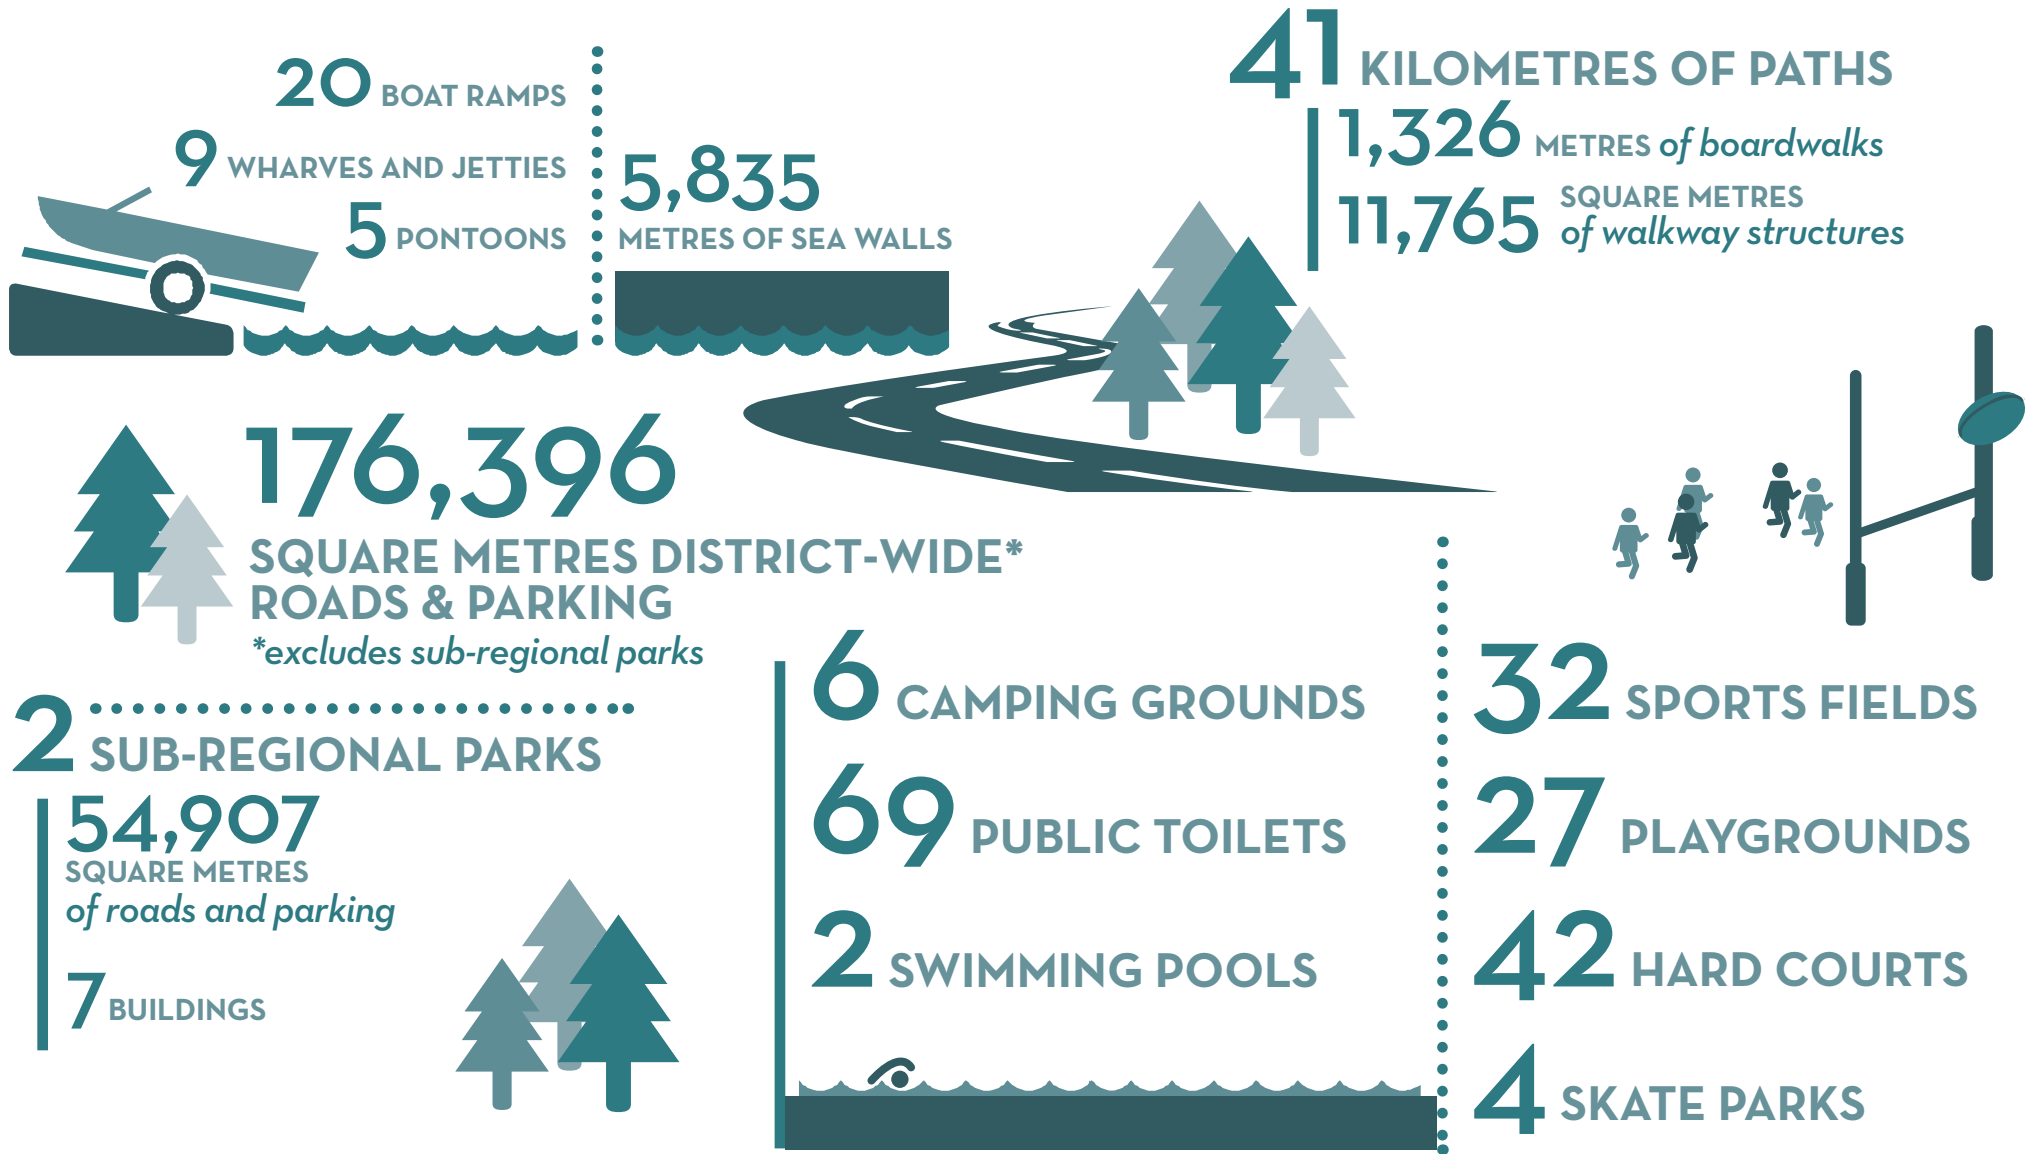 20 BOAT RAMPS
9 WHARVES AND JETTIES
5 PONTOONS
5,835
METRES OF SEA WALLS
41 KILOMETRES OF PATHS
1,326 METRES of boardwalks
11,765 SQUARE METRES
of walkway structures
176,396
SQUARE METRES DISTRICT-WIDE*
ROADS & PARKING
*excludes sub-regional parks
2 SUB-REGIONAL PARKS
54,907
SQUARE METRES
of roads and parking
7 BUILDINGS
6 CAMPING GROUNDS
69 PUBLIC TOILETS
2 SWIMMING POOLS
32 SPORTS FIELDS
27 PLAYGROUNDS
42 HARD COURTS
4 SKATE PARKS